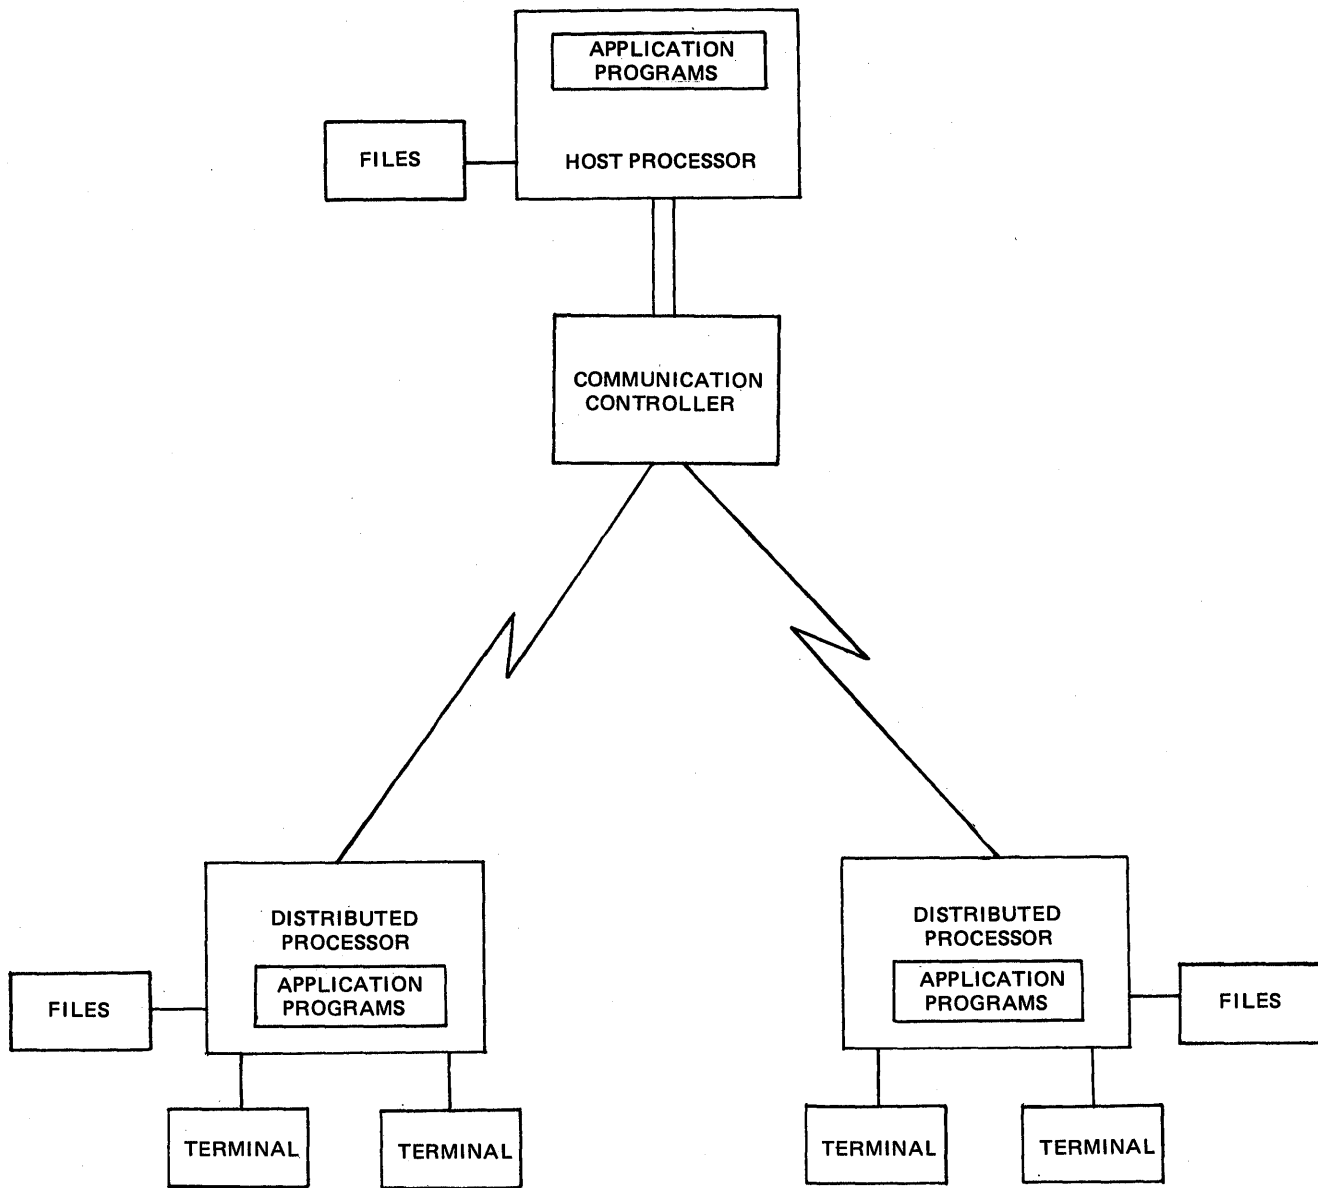 APPLICATION
PROGRAMS
FILES
HOST PROCESSOR
COMMUNICATION
CONTROLLER
DISTRIBUTED
PROCESSOR
APPLICATION
PROGRAMS
FILES
TERMINAL
TERMINAL
DISTRIBUTED
PROCESSOR
APPLICATION
PROGRAMS
FILES
TERMINAL
TERMINAL